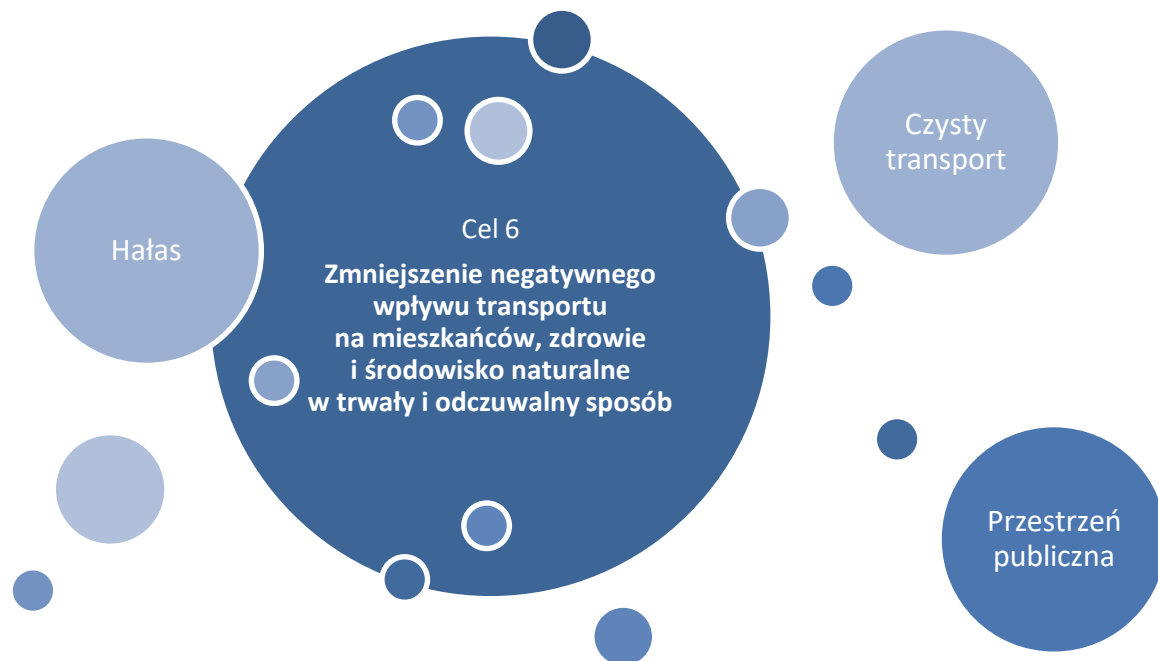 Hałas
Cel 6
Zmniejszenie negatywnego
wpływu transportu
na mieszkańców, zdrowie
i środowisko naturalne
w trwały i odczuwalny sposób
Czysty
transport
Przestrzeń
publiczna